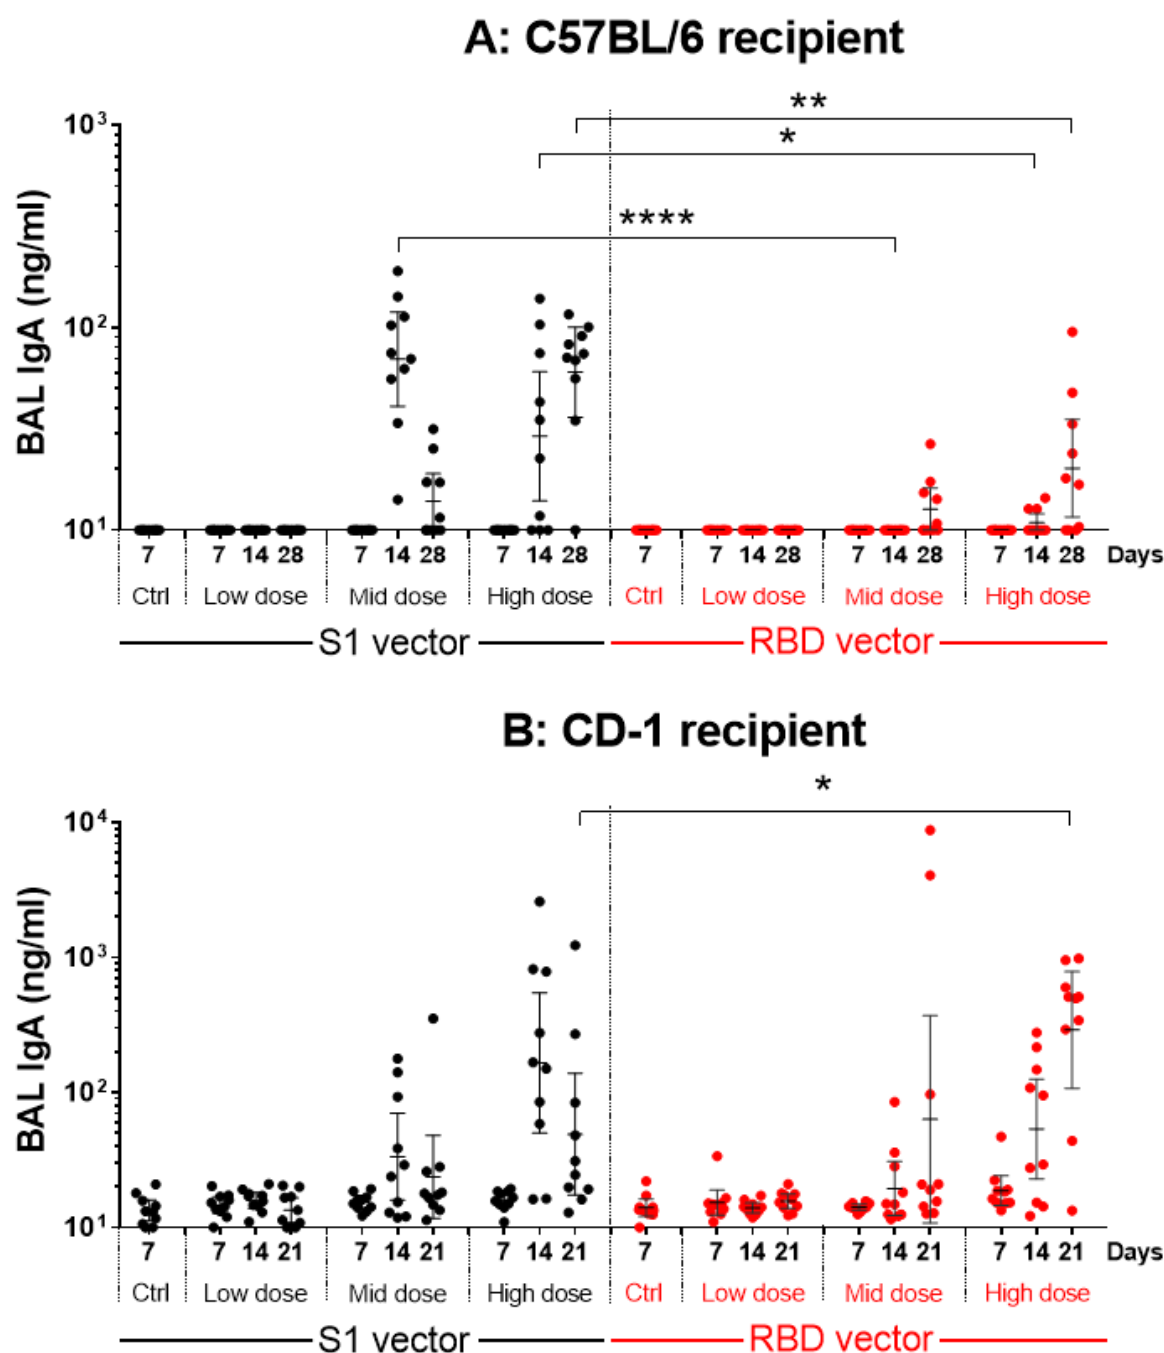 A: C57BL/6 recipient
**
10³
*
****
BAL IgA (ng/ml)
10²
10¹
7 7 14 28 7 14 28 7 14 28 7 7 14 28 7 14 28 7 14 28 Days
Ctrl Low dose Mid dose High dose Ctrl Low dose Mid dose High dose
S1 vector RBD vector
B: CD-1 recipient
*
10⁴
10³
BAL IgA (ng/ml)
10²
10¹
7 7 14 21 7 14 21 7 14 21 7 7 14 21 7 14 21 7 14 21 Days
Ctrl Low dose Mid dose High dose Ctrl Low dose Mid dose High dose
S1 vector RBD vector